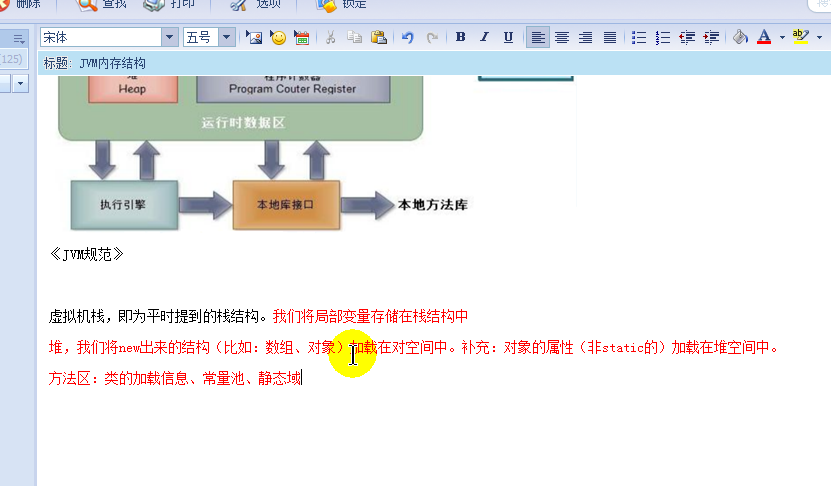 删除 查找 打印 选项 锁定
宋体 五号 B I U A ab
(125) 标题: JVM内存结构
堆 程序计数器
Heap Program Couter Register
运行时数据区
执行引擎 本地库接口 本地方法库
《JVM规范》
虚拟机栈，即为平时提到的栈结构。我们将局部变量存储在栈结构中
堆，我们将new出来的结构（比如：数组、对象）加载在对空间中。补充：对象的属性（非static的）加载在堆空间中。
方法区：类的加载信息、常量池、静态域